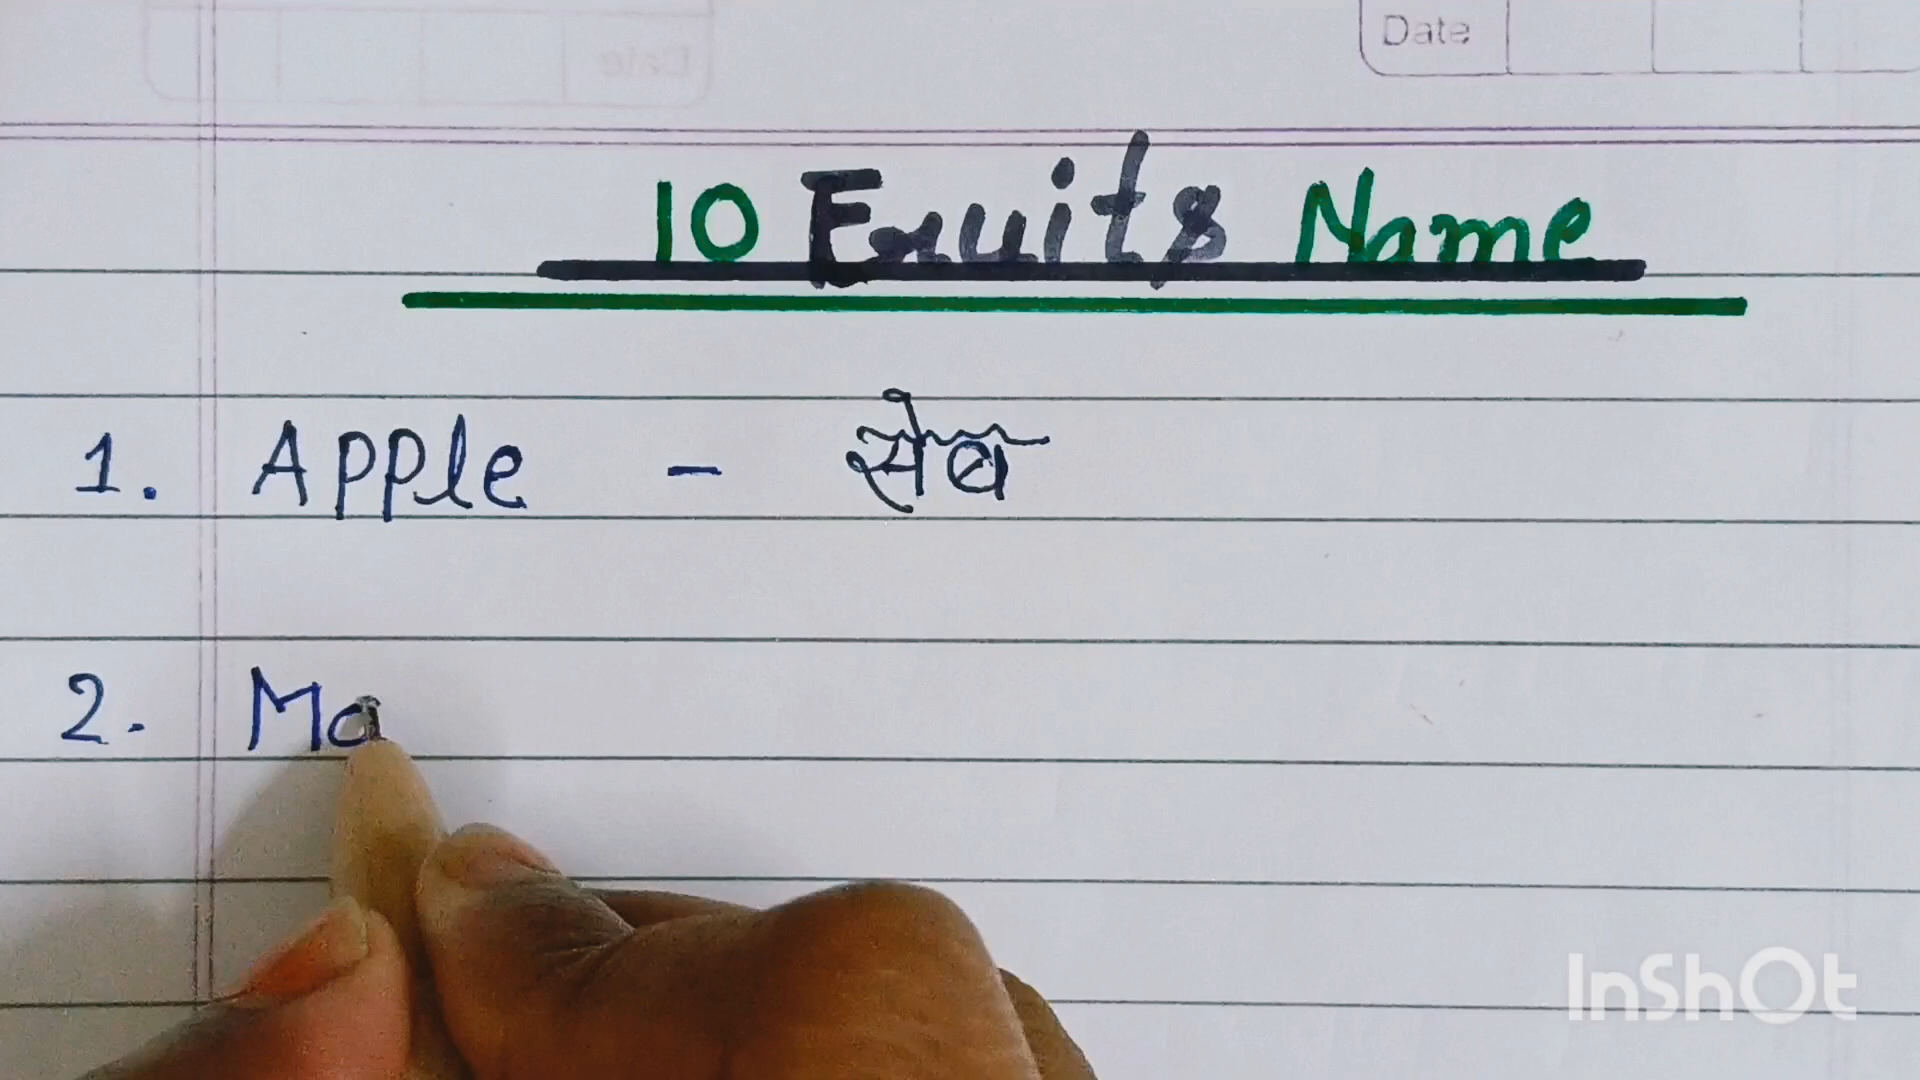 Date
10 Fruits Name
1. Apple - सेब
2. Ma
InShOt